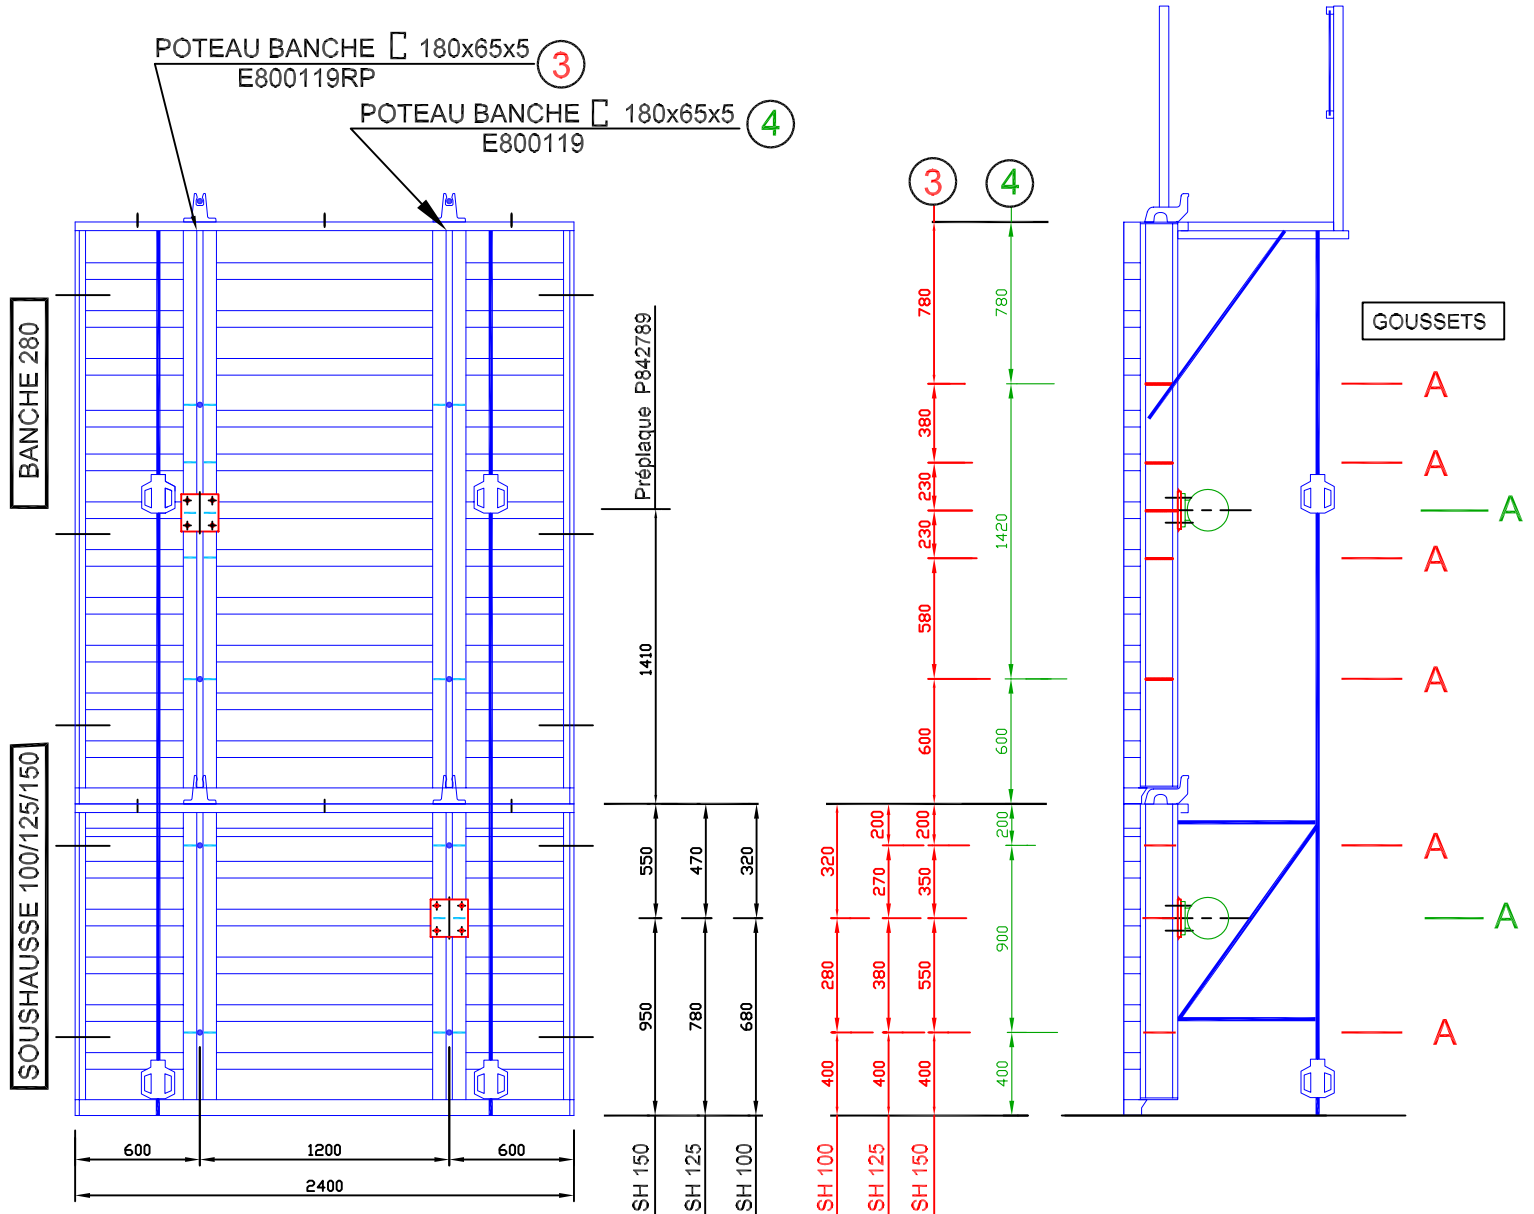 POTEAU BANCHE [ 180x65x5
E800119RP
3
POTEAU BANCHE [ 180x65x5
E800119
4
3
4
BANCHE 280
SOUSHAUSSE 100/125/150
Préplaque P842789
1410
550
470
320
950
780
680
SH 150
SH 125
SH 100
600
1200
600
2400
780
380
230
230
580
600
780
1420
600
320
200
200
200
270
350
280
380
550
900
400
400
400
400
SH 100
SH 125
SH 150
GOUSSETS
A
A
A
A
A
A
A
A